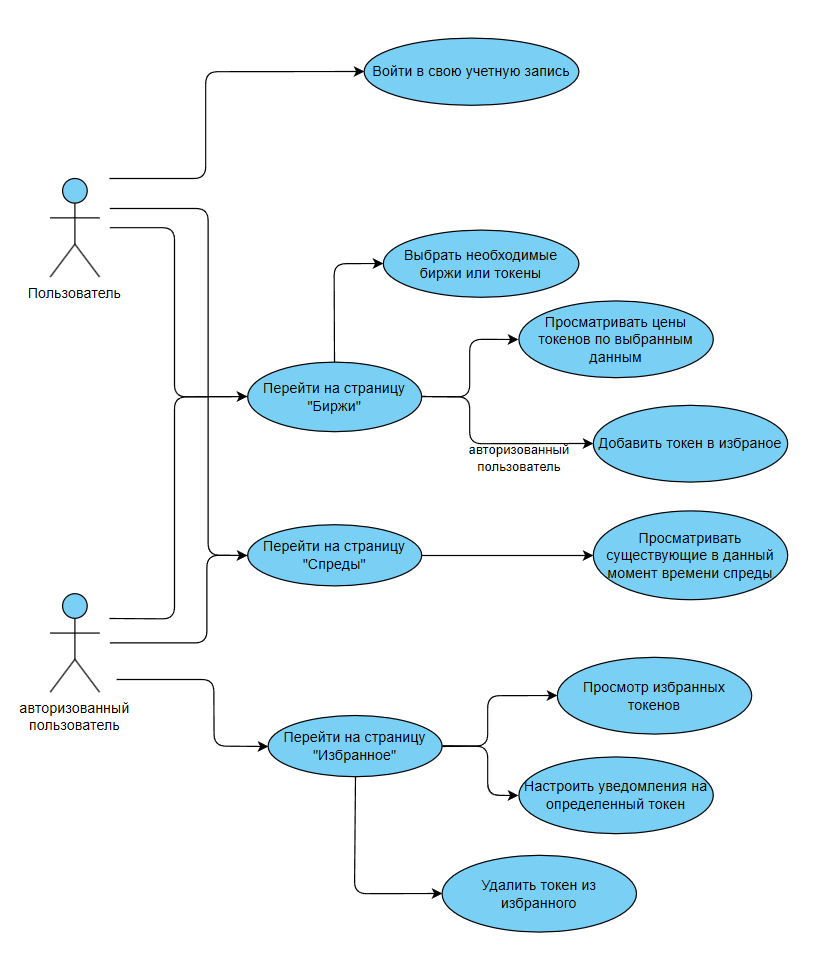 Войти в свою учетную запись
Пользователь
Выбрать необходимые
биржи или токены
Просматривать цены
токенов по выбранным
данным
Перейти на страницу
"Биржи"
Добавить токен в избраное
авторизованный
пользователь
Перейти на страницу
"Спреды"
Просматривать
существующие в данный
момент времени спреды
авторизованный
пользователь
Просмотр избранных
токенов
Перейти на страницу
"Избранное"
Настроить уведомления на
определенный токен
Удалить токен из
избранного